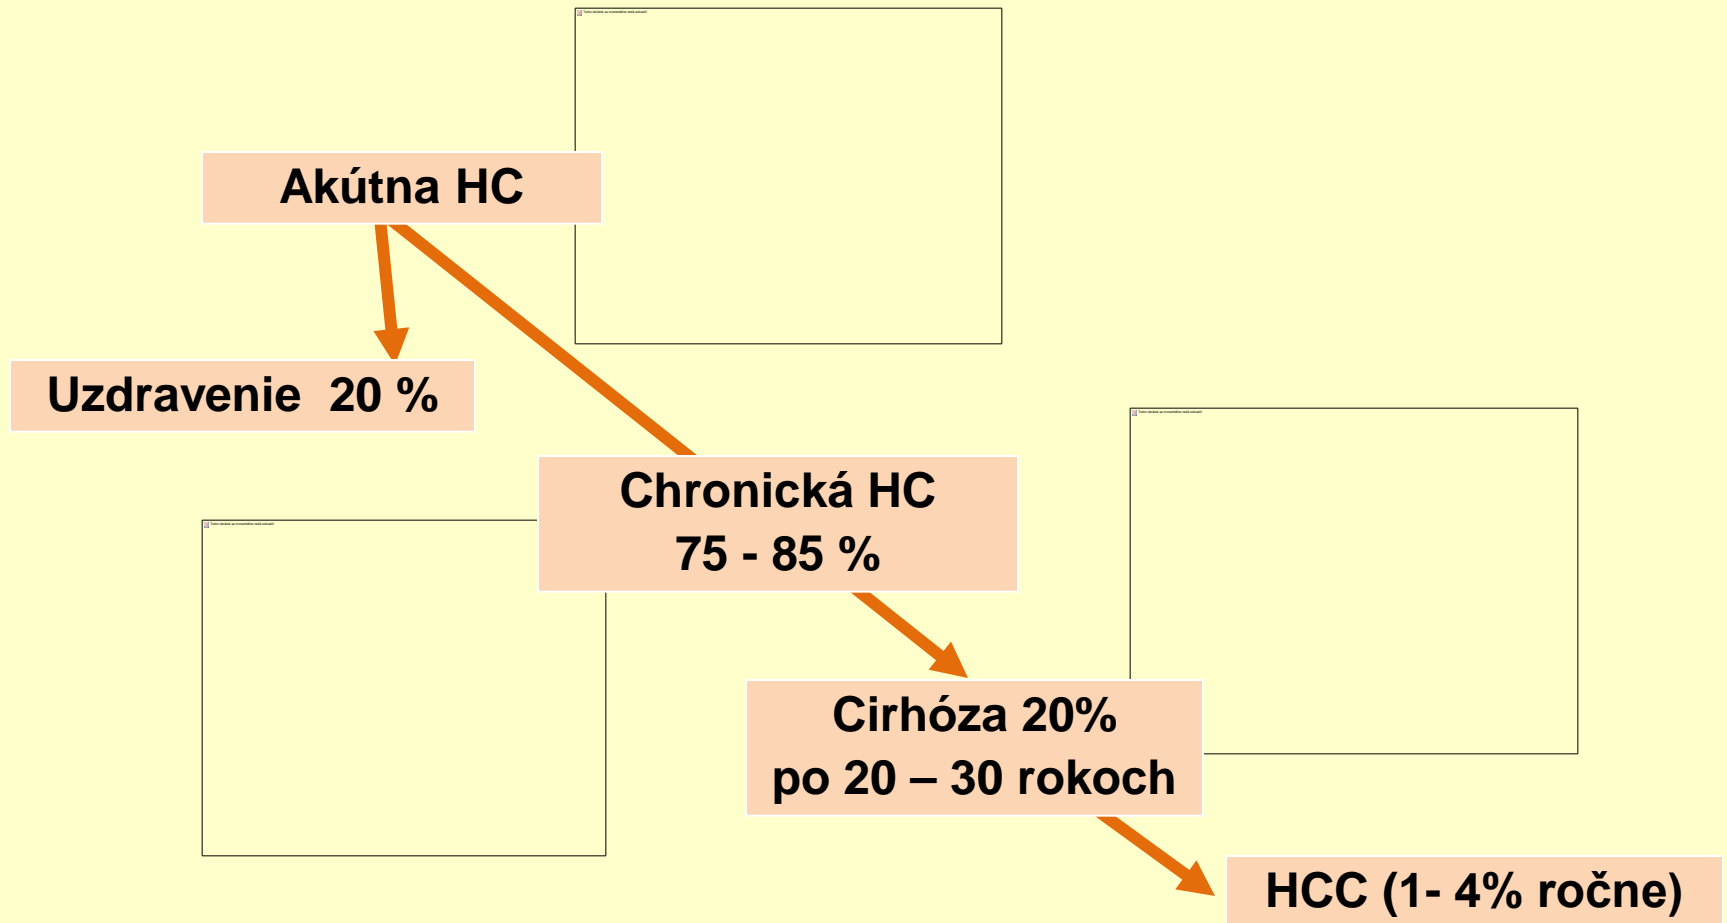 Akútna HC
Uzdravenie 20 %
Chronická HC
75 - 85 %
Cirhóza 20%
po 20 – 30 rokoch
HCC (1- 4% ročne)